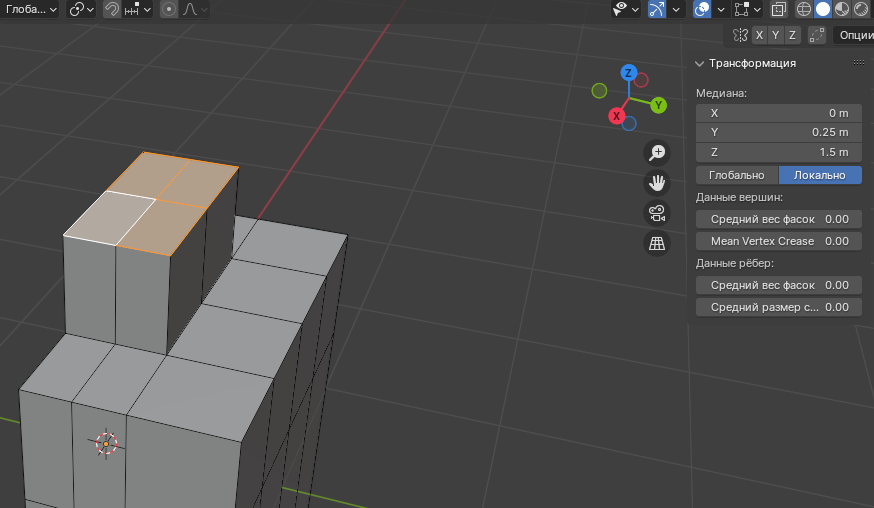 Глоба...
X Y Z Опции
Трансформация
Z
Y
X
Медиана:
X 0 m
Y 0.25 m
Z 1.5 m
Глобально Локально
Данные вершин:
Средний вес фасок 0.00
Mean Vertex Crease 0.00
Данные рёбер:
Средний вес фасок 0.00
Средний размер с... 0.00